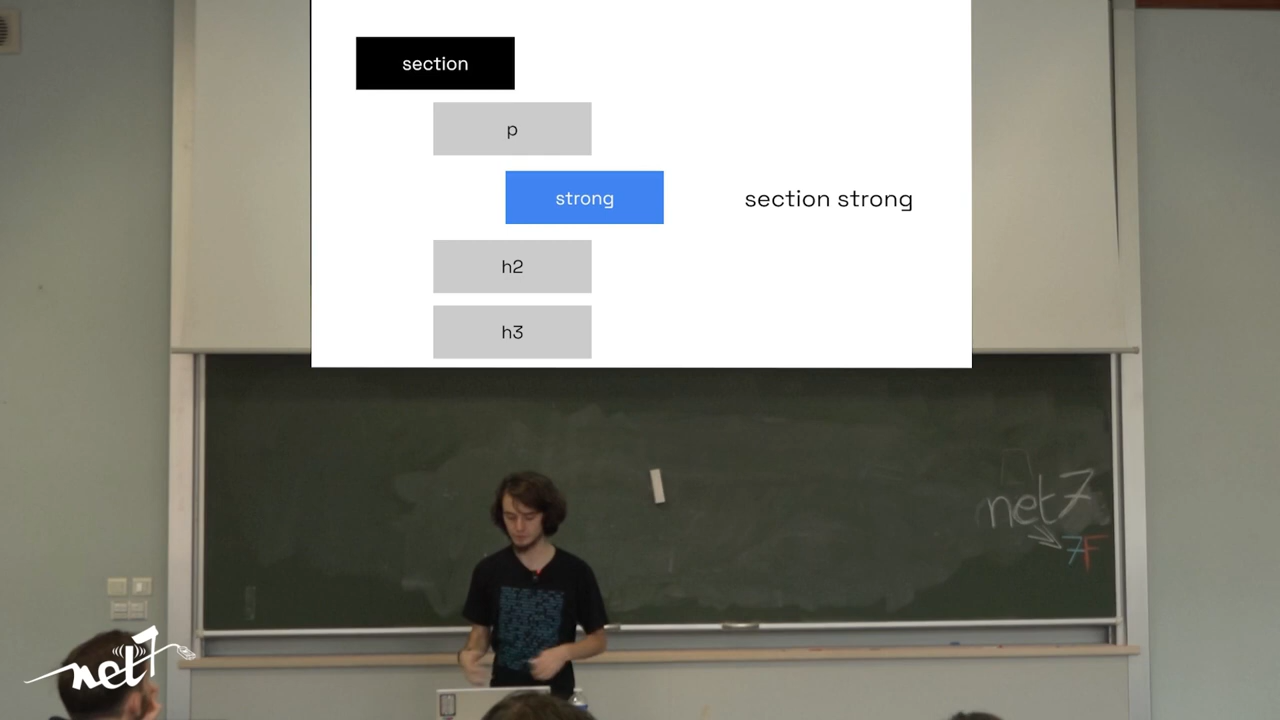 section
p
strong
section strong
h2
h3
net7
7F
net7